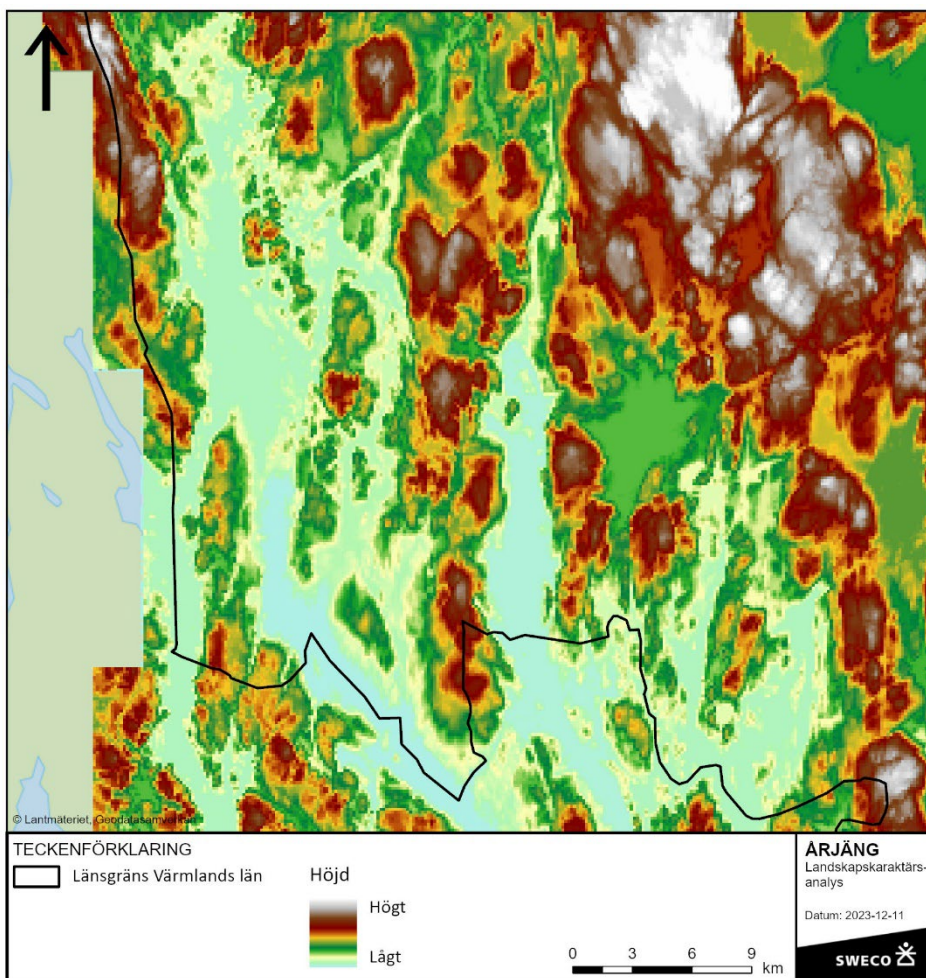 © Lantmäteriet, Geodatasamverkan
TECKENFÖRKLARING
Länsgräns Värmlands län
Höjd
Högt
Lågt
0 3 6 9
km
ÅRJÄNG
Landskapskaraktärs-
analys
Datum: 2023-12-11
SWECO